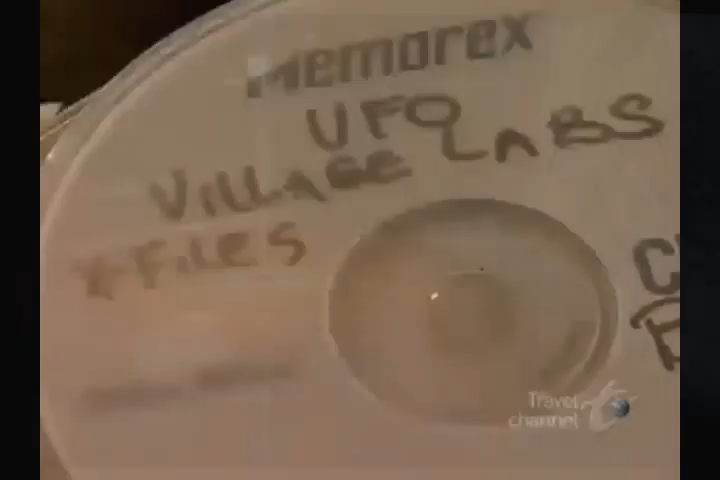 Memorex
UFO
VILLAGE LABS
X-FILES
Travel
channel